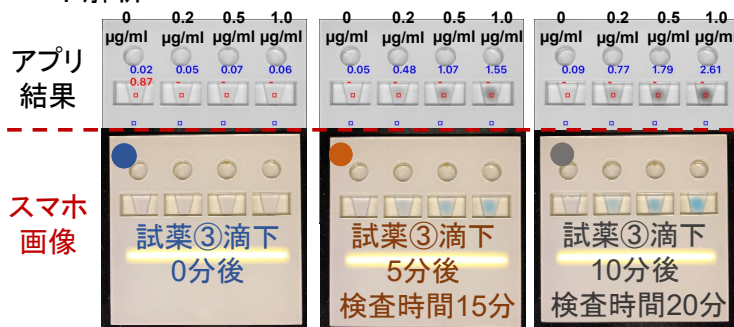 0 0.2 0.5 1.0
μg/ml μg/ml μg/ml μg/ml
0.02 0.05 0.07 0.06
0.87
0 0.2 0.5 1.0
μg/ml μg/ml μg/ml μg/ml
0.05 0.48 1.07 1.55
0 0.2 0.5 1.0
μg/ml μg/ml μg/ml μg/ml
0.09 0.77 1.79 2.61
アプリ
結果
スマホ
画像
試薬③滴下
0分後
試薬③滴下
5分後
検査時間15分
試薬③滴下
10分後
検査時間20分